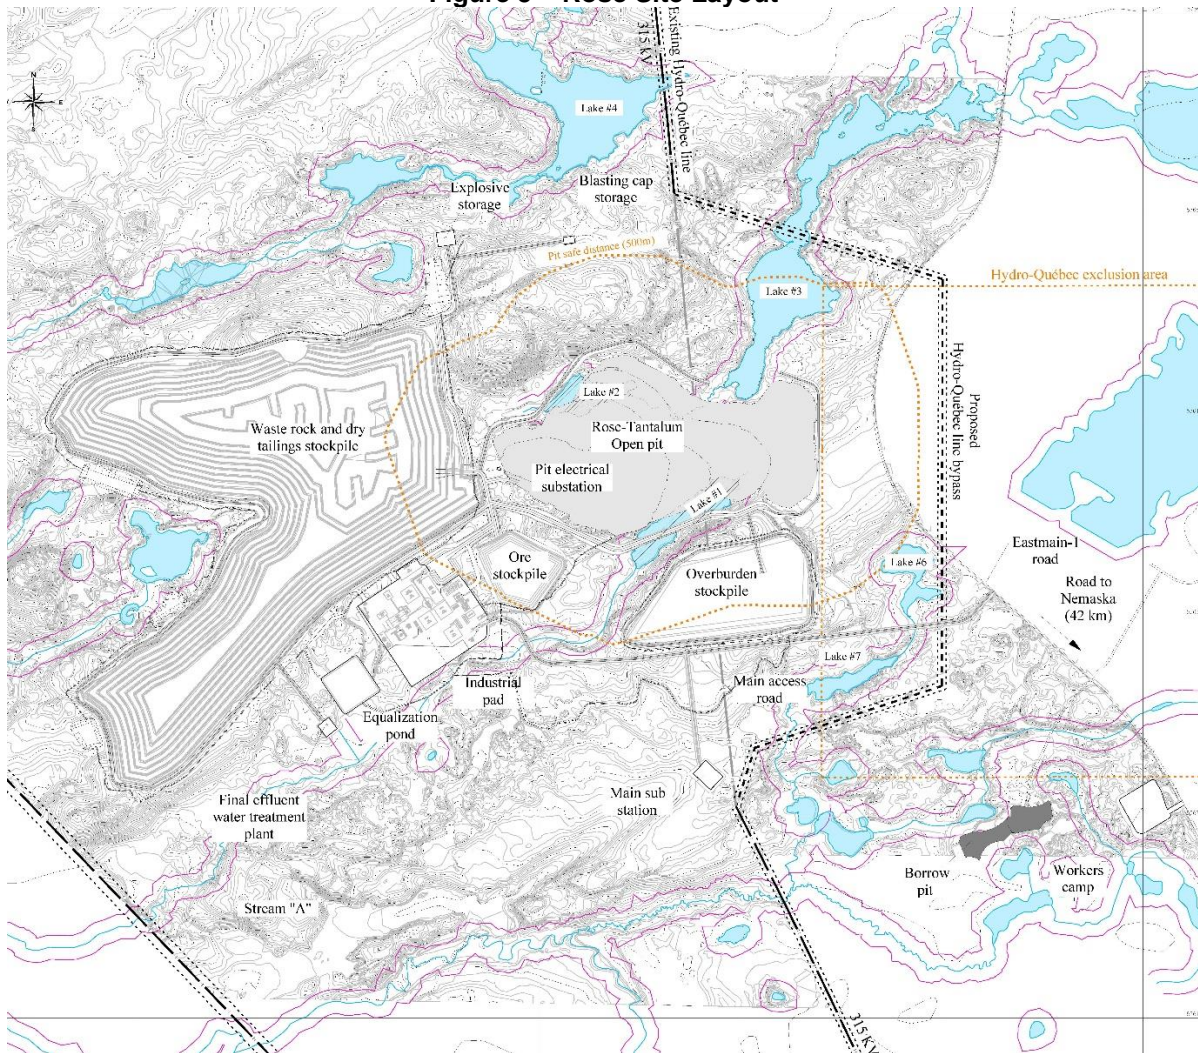 Figure 3 – Rose Site Layout
N
E
S
315 KV
Existing Hydro-Québec line
Lake #4
Explosive
storage
Blasting cap
storage
Pit safe distance (500m)
Hydro-Québec exclusion area
Lake #3
Lake #2
Waste rock and dry
tailings stockpile
Rose-Tantalum
Open pit
Pit electrical
substation
Proposed
Hydro-Québec line bypass
Lake #1
Ore
stockpile
Overburden
stockpile
Lake #6
Eastmain-1
road
Road to
Nemaska
(42 km)
Lake #7
Industrial
pad
Main access
road
Equalization
pond
Main sub
station
Final effluent
water treatment
plant
Borrow
pit
Workers
camp
Stream "A"
315 KV